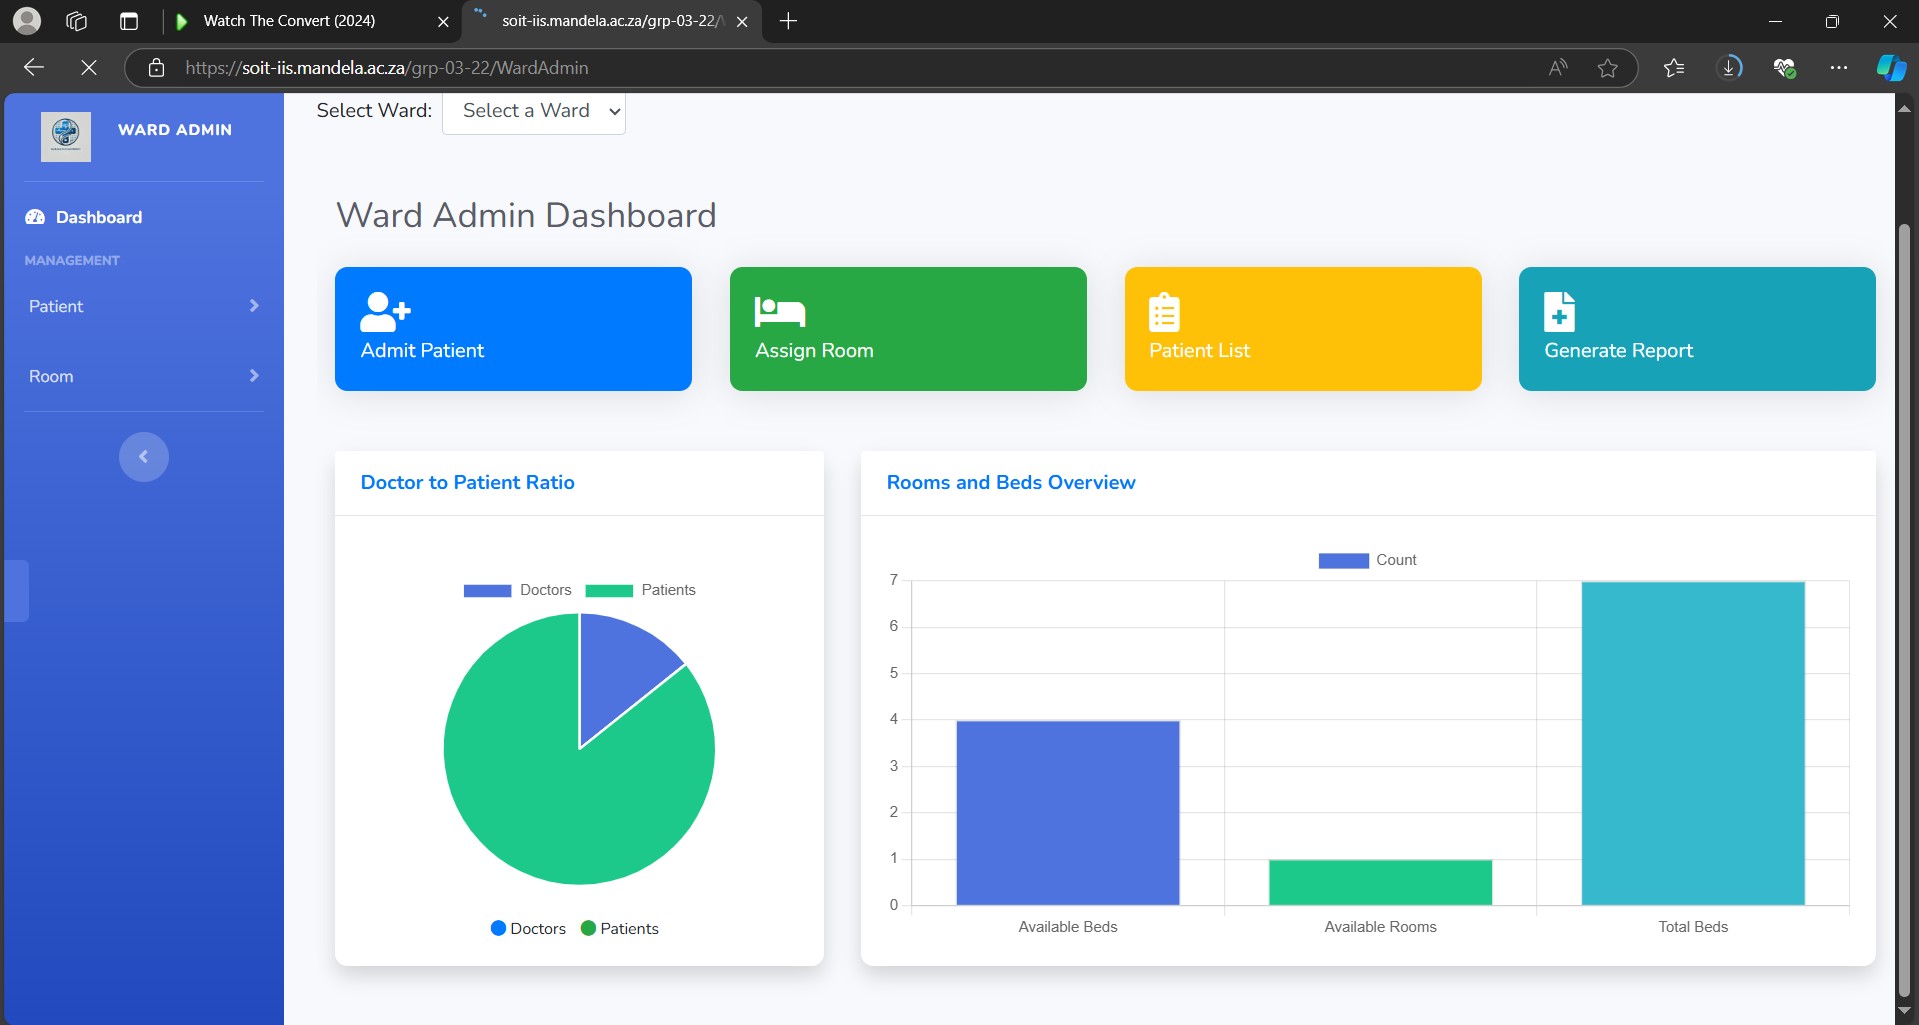 Watch The Convert (2024)
soit-iis.mandela.ac.za/grp-03-22/
https://soit-iis.mandela.ac.za/grp-03-22/WardAdmin
WARD ADMIN
Select Ward: Select a Ward
Dashboard
MANAGEMENT
Patient
Room
Ward Admin Dashboard
Admit Patient
Assign Room
Patient List
Generate Report
Doctor to Patient Ratio
Doctors Patients
Doctors Patients
Rooms and Beds Overview
Count
7
6
5
4
3
2
1
0
Available Beds Available Rooms Total Beds